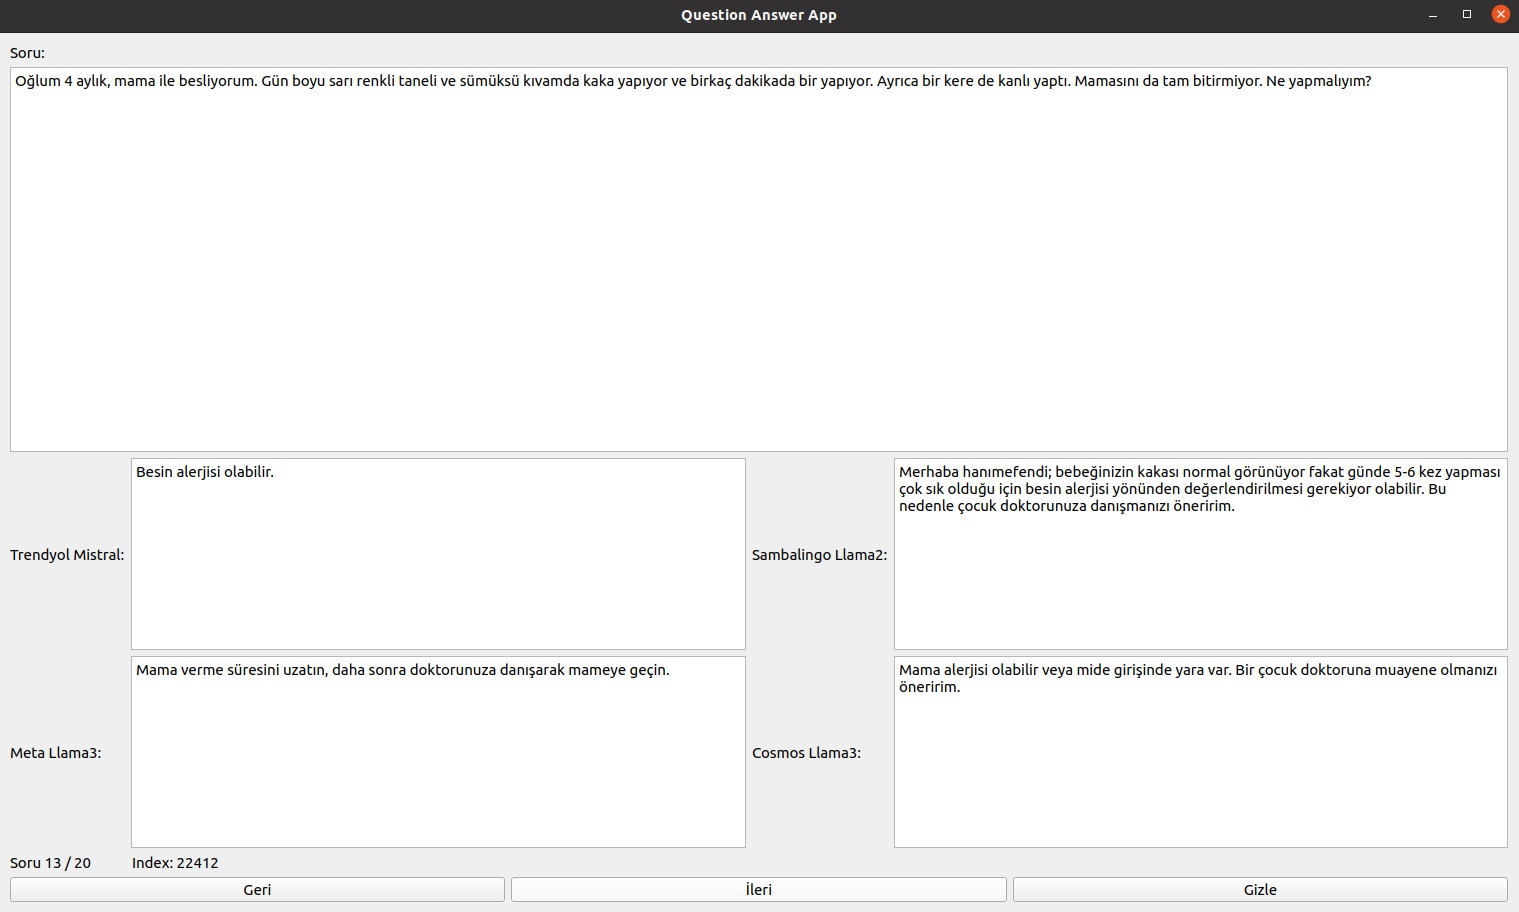 Question Answer App
Soru:
Oğlum 4 aylık, mama ile besliyorum. Gün boyu sarı renkli taneli ve sümüksü kıvamda kaka yapıyor ve birkaç dakikada bir yapıyor. Ayrıca bir kere de kanlı yaptı. Mamasını da tam bitirmiyor. Ne yapmalıyım?
Trendyol Mistral:
Besin alerjisi olabilir.
Sambalingo Llama2:
Merhaba hanımefendi; bebeğinizin kakası normal görünüyor fakat günde 5-6 kez yapması
çok sık olduğu için besin alerjisi yönünden değerlendirilmesi gerekiyor olabilir. Bu
nedenle çocuk doktorunuza danışmanızı öneririm.
Meta Llama3:
Mama verme süresini uzatın, daha sonra doktorunuza danışarak mameye geçin.
Cosmos Llama3:
Mama alerjisi olabilir veya mide girişinde yara var. Bir çocuk doktoruna muayene olmanızı
öneririm.
Soru 13 / 20
Index: 22412
Geri
İleri
Gizle